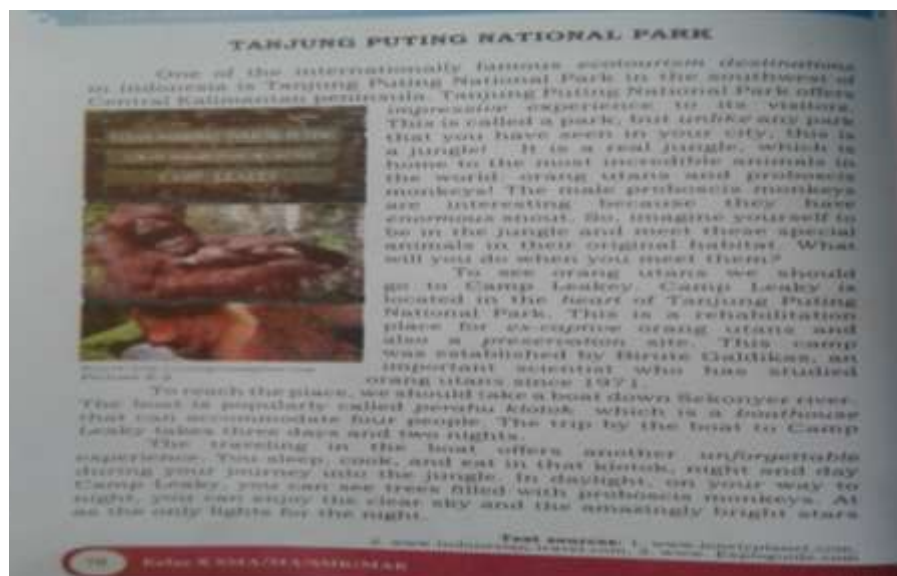 TANJUNG PUTING NATIONAL PARK
One of the internationally famous ecotourism destinations
in Indonesia is Tanjung Puting National Park in the southwest of
Central Kalimantan peninsula. Tanjung Puting National Park offers
impressive experience to its visitors.
This is called a park, but unlike any park
that you have seen in your city, this is
a jungle! It is a real jungle, which is
home to the most incredible animals in
the world: orang utans and proboscis
monkeys! The male proboscis monkeys
are interesting because they have
enormous snout. So, imagine yourself to
be in the jungle and meet these special
animals in their original habitat. What
will you do when you meet them?
To see orang utans we should
go to Camp Leakey. Camp Leaky is
located in the heart of Tanjung Puting
National Park. This is a rehabilitation
place for ex-captive orang utans and
also a preservation site. This camp
was established by Birute Galdikas, an
important scientist who has studied
orang utans since 1971.
To reach the place, we should take a boat down Sekonyer river.
The boat is popularly called perahu klotok which is a boathouse
that can accommodate four people. The trip by the boat to Camp
Leaky takes three days and two nights.
The traveling in the boat offers another unforgettable
experience. You sleep, cook, and eat in that klotok, night and day
during your journey into the jungle. In daylight, on your way to
Camp Leaky, you can see trees filled with proboscis monkeys. At
night, you can enjoy the clear sky and the amazingly bright stars
as the only lights for the night.
Text sources: 1.
Kelas X SMA/MA/SMK/MAK